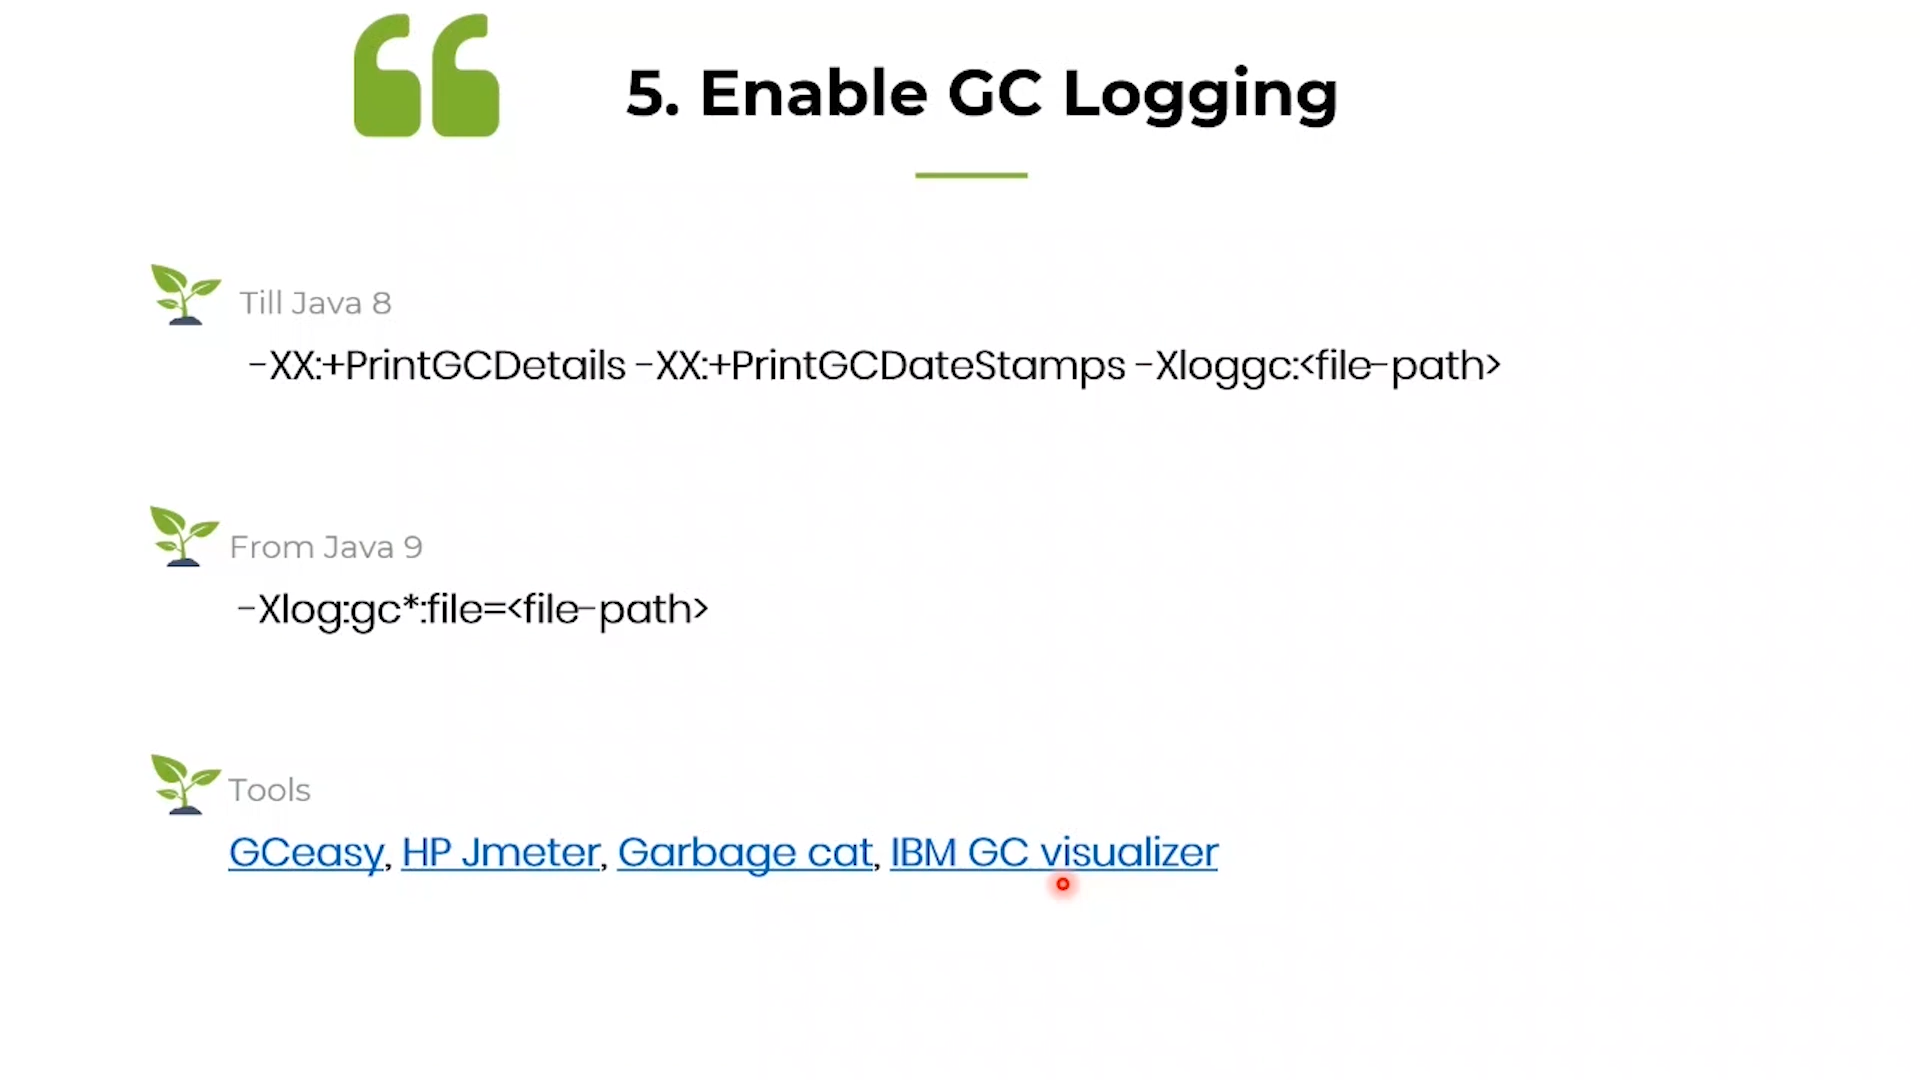 5. Enable GC Logging
Till Java 8
-XX:+PrintGCDetails -XX:+PrintGCDateStamps -Xloggc:<file-path>
From Java 9
-Xlog:gc*:file=<file-path>
Tools
GCeasy, HP Jmeter, Garbage cat, IBM GC visualizer